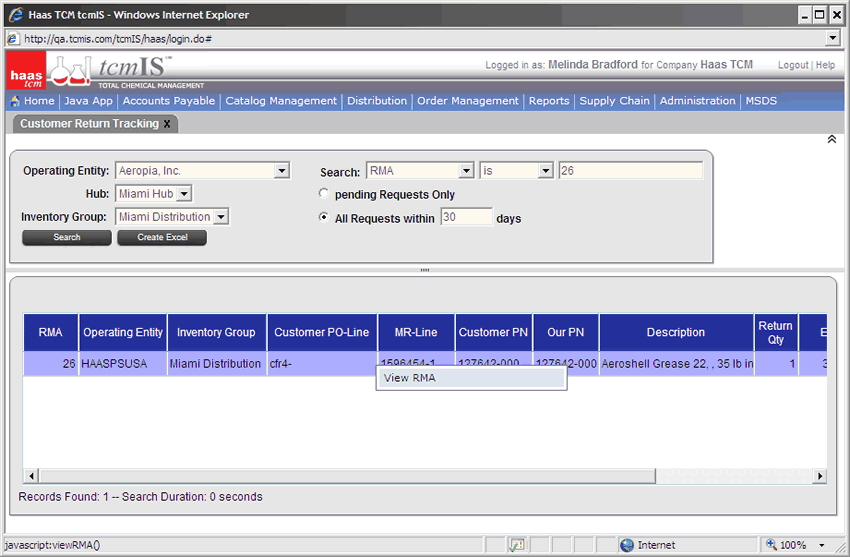 Haas TCM tcmIS - Windows Internet Explorer
http://qa.tcmis.com/tcmIS/haas/login.do#
haas tcm
tcmIS
TOTAL CHEMICAL MANAGEMENT
Logged in as: Melinda Bradford for Company Haas TCM Logout | Help
Home Java App Accounts Payable Catalog Management Distribution Order Management Reports Supply Chain Administration MSDS
Customer Return Tracking x
Operating Entity: Aeropia, Inc. Search: RMA is 26
Hub: Miami Hub pending Requests Only
Inventory Group: Miami Distribution All Requests within 30 days
Search Create Excel
RMA Operating Entity Inventory Group Customer PO-Line MR-Line Customer PN Our PN Description Return Qty E
26 HAASPSUSA Miami Distribution cfr4- 1596454-1 127642-000 127642-000 Aeroshell Grease 22, , 35 lb in 1 3
View RMA
Records Found: 1 -- Search Duration: 0 seconds
javascript:viewRMA() Internet 100%